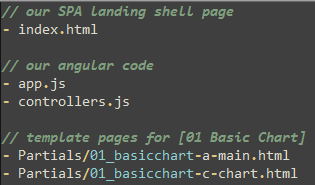 // our SPA landing shell page
- index.html
// our angular code
- app.js
- controllers.js
// template pages for [01 Basic Chart]
- Partials/01_basicchart-a-main.html
- Partials/01_basicchart-c-chart.html